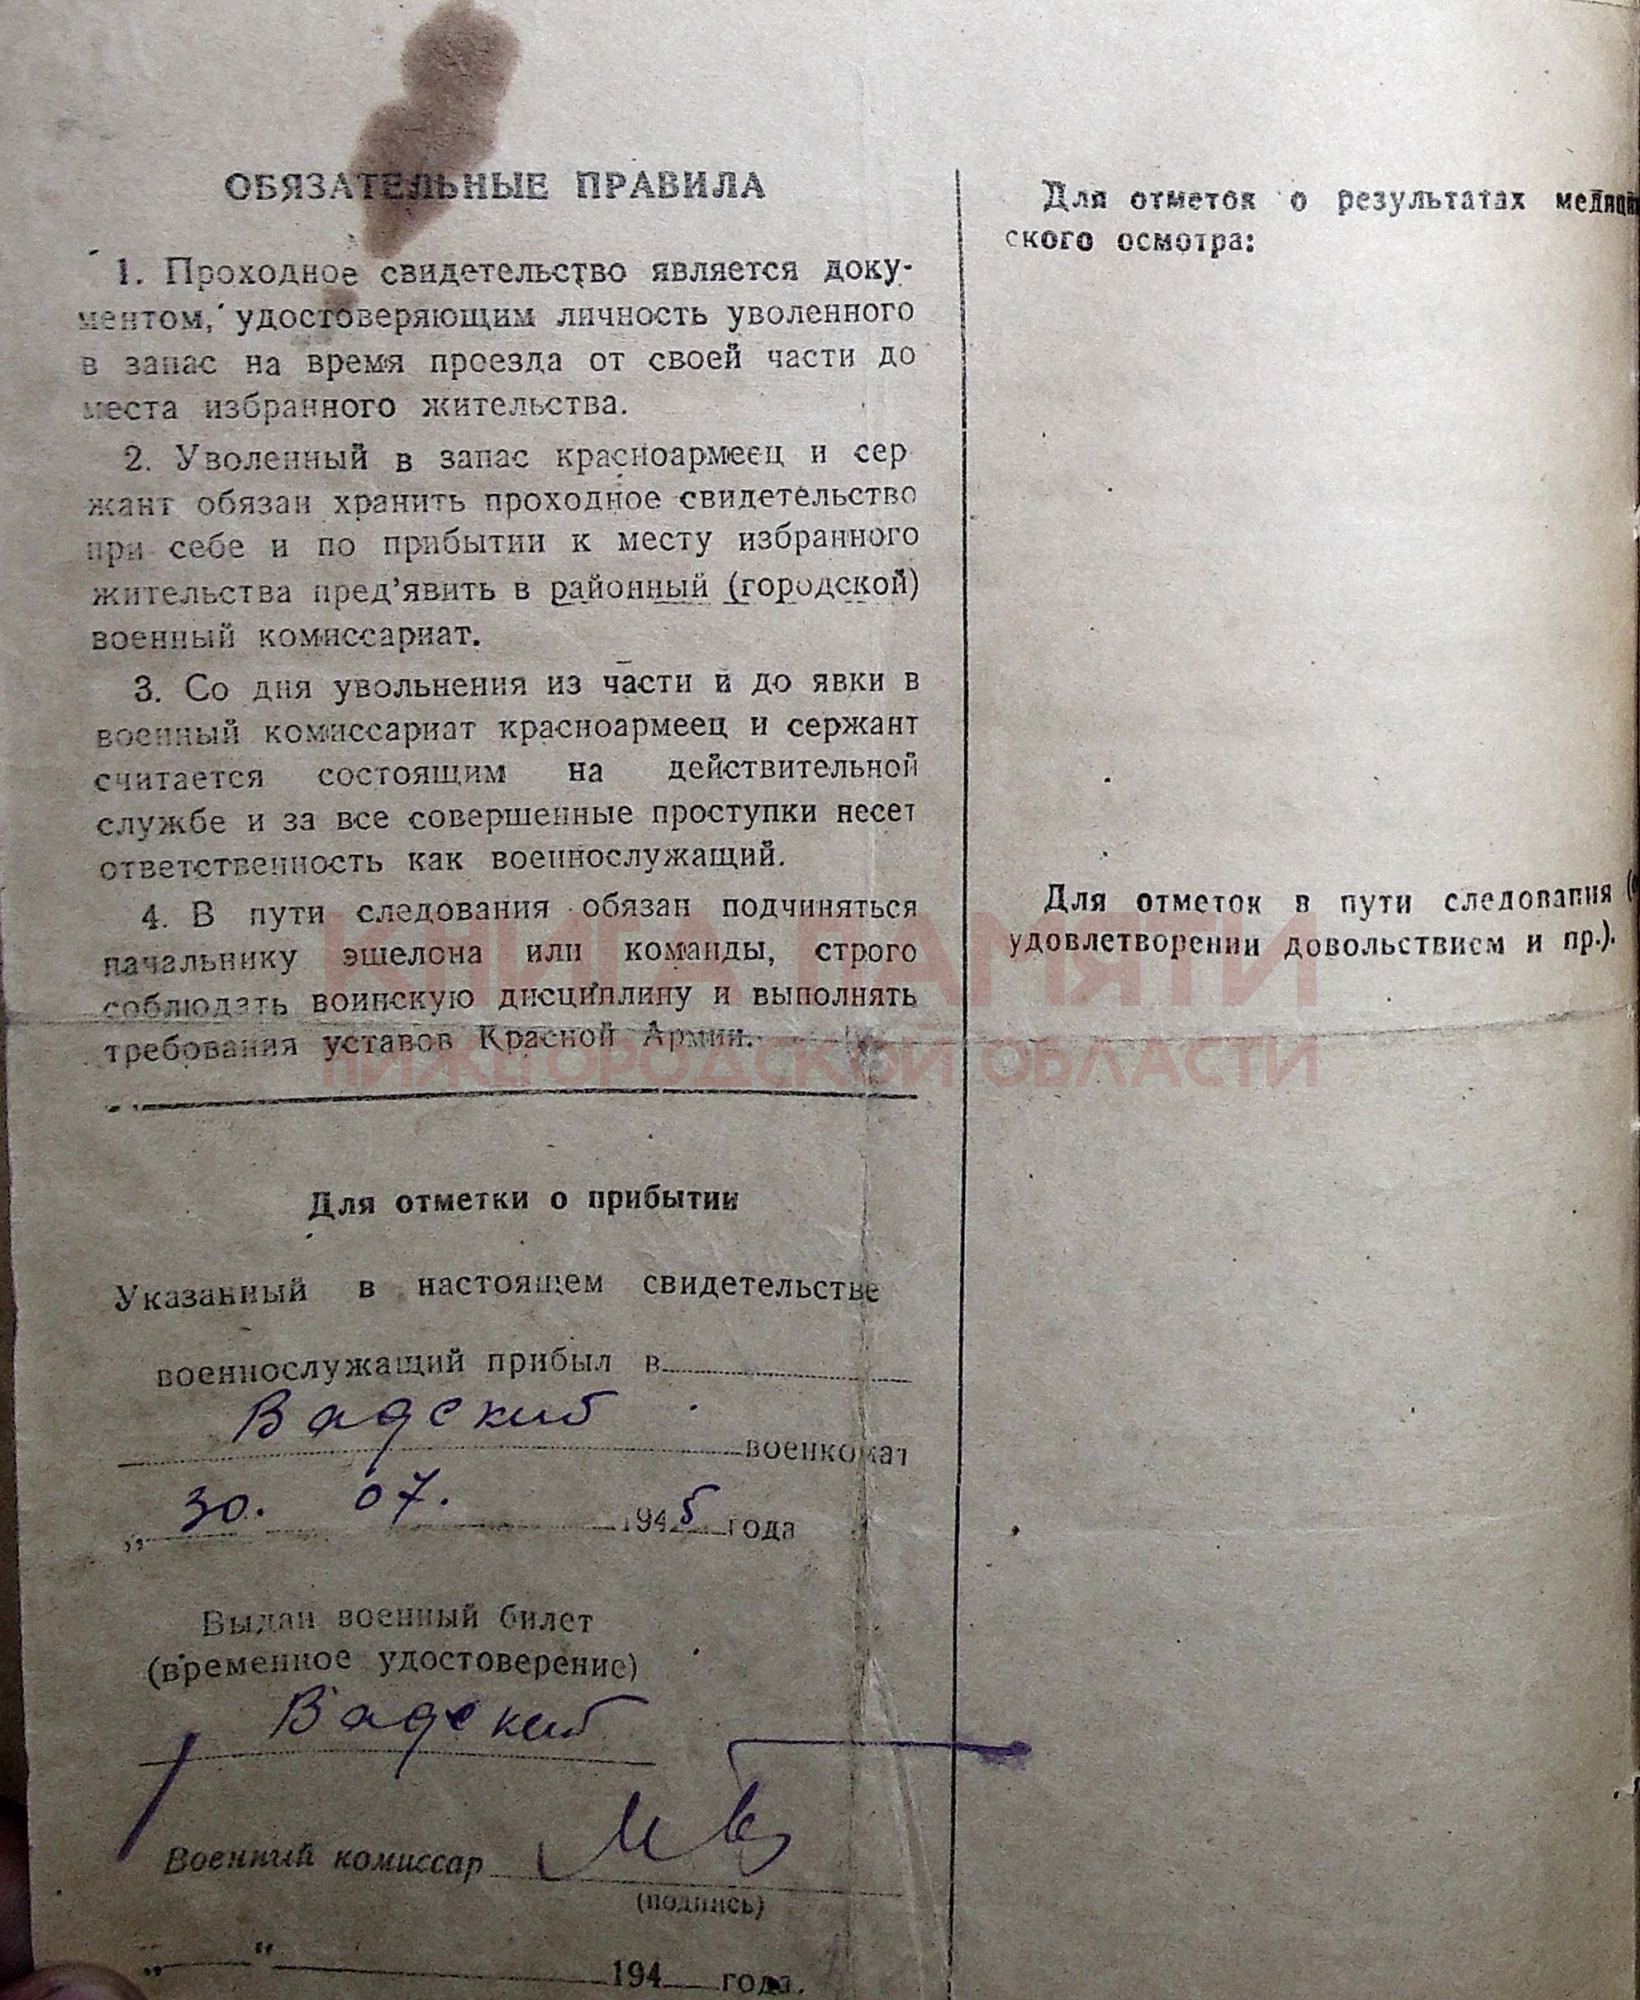 ОБЯЗАТЕЛЬНЫЕ ПРАВИЛА
1. Проходное свидетельство является доку-
ментом, удостоверяющим личность уволенного
в запас на время проезда от своей части до
места избранного жительства.
2. Уволенный в запас красноармеец и сер
жант обязан хранить проходное свидетельство
при себе и по прибытии к месту избранного
жительства пред'явить в районный (городской)
военный комиссариат.
3. Со дня увольнения из части и до явки в
военный комиссариат красноармеец и сержант
считается состоящим на действительной
службе и за все совершенные проступки несет
ответственность как военнослужащий.
4. В пути следования обязан подчиняться
начальнику эшелона или команды, строго
соблюдать воинскую дисциплину и выполнять
требования уставов Красной Армии.
Для отметки о прибытии
Указанный в настоящем свидетельстве
военнослужащий прибыл в
Вадский
военкомат
„30. 07. 1945 года
Выдан военный билет
(временное удостоверение)
Вадский
Военный комиссар
(подпись)
„ “ 194 года.
Для отметок о результатах медицин
ского осмотра:
Для отметок в пути следования (
удовлетворении довольствием и пр.).
КНИГА ПАМЯТИ
НИЖЕГОРОДСКОЙ ОБЛАСТИ